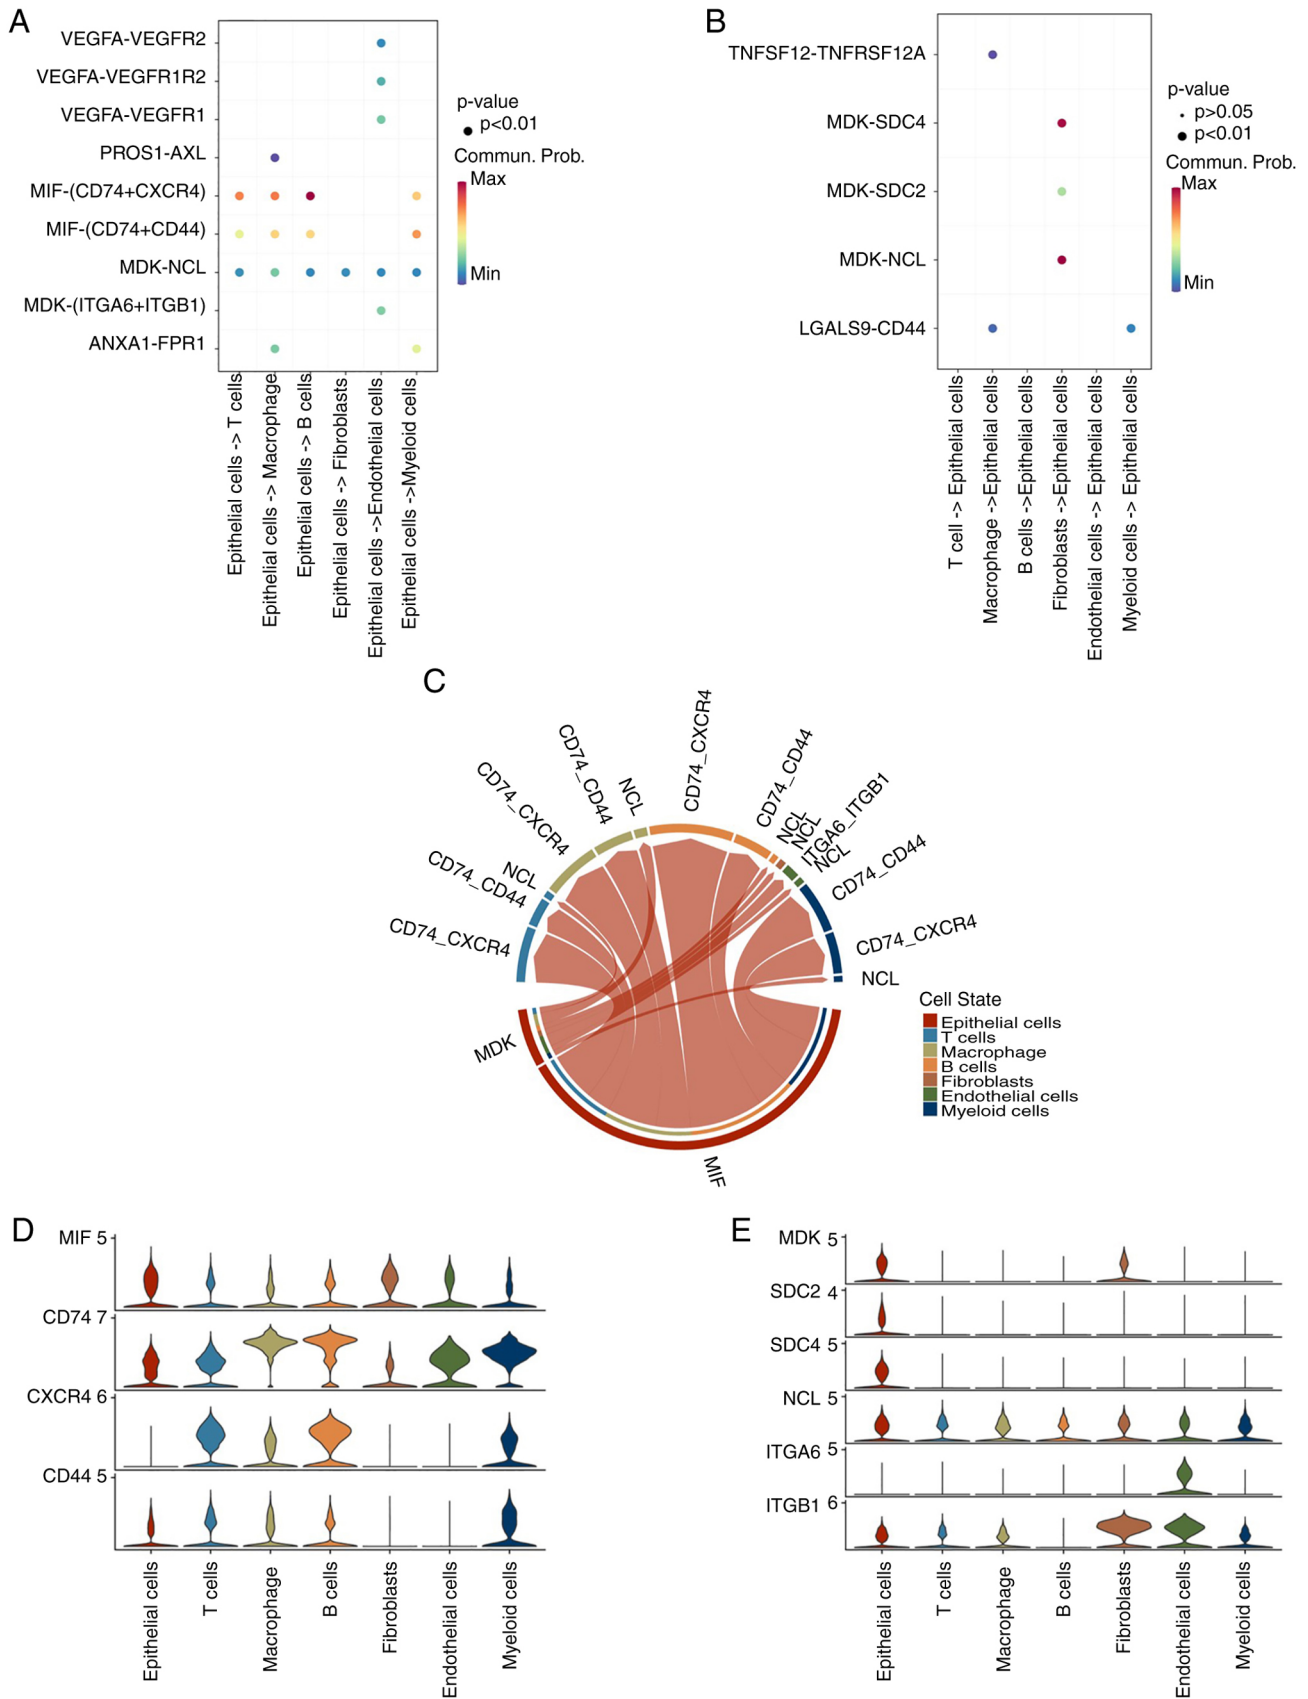 A
VEGFA-VEGFR2
VEGFA-VEGFR1R2
VEGFA-VEGFR1
PROS1-AXL
MIF-(CD74+CXCR4)
MIF-(CD74+CD44)
MDK-NCL
MDK-(ITGA6+ITGB1)
ANXA1-FPR1
Epithelial cells -> T cells
Epithelial cells -> Macrophage
Epithelial cells -> B cells
Epithelial cells -> Fibroblasts
Epithelial cells ->Endothelial cells
Epithelial cells ->Myeloid cells
p-value
p<0.01
Commun. Prob.
Max
Min
B
TNFSF12-TNFRSF12A
MDK-SDC4
MDK-SDC2
MDK-NCL
LGALS9-CD44
T cell -> Epithelial cells
Macrophage ->Epithelial cells
B cells ->Epithelial cells
Fibroblasts ->Epithelial cells
Endothelial cells -> Epithelial cells
Myeloid cells -> Epithelial cells
p-value
p>0.05
p<0.01
Commun. Prob.
Max
Min
C
CD74_CXCR4
CD74_CD44
NCL
CD74_CXCR4
CD74_CD44
NCL
CD74_CXCR4
CD74_CD44
NCL
NCL
ITGA6_ITGB1
NCL
CD74_CD44
CD74_CXCR4
NCL
MDK
MIF
Cell State
Epithelial cells
T cells
Macrophage
B cells
Fibroblasts
Endothelial cells
Myeloid cells
D
MIF 5
CD74 7
CXCR4 6
CD44 5
Epithelial cells
T cells
Macrophage
B cells
Fibroblasts
Endothelial cells
Myeloid cells
E
MDK 5
SDC2 4
SDC4 5
NCL 5
ITGA6 5
ITGB1 6
Epithelial cells
T cells
Macrophage
B cells
Fibroblasts
Endothelial cells
Myeloid cells